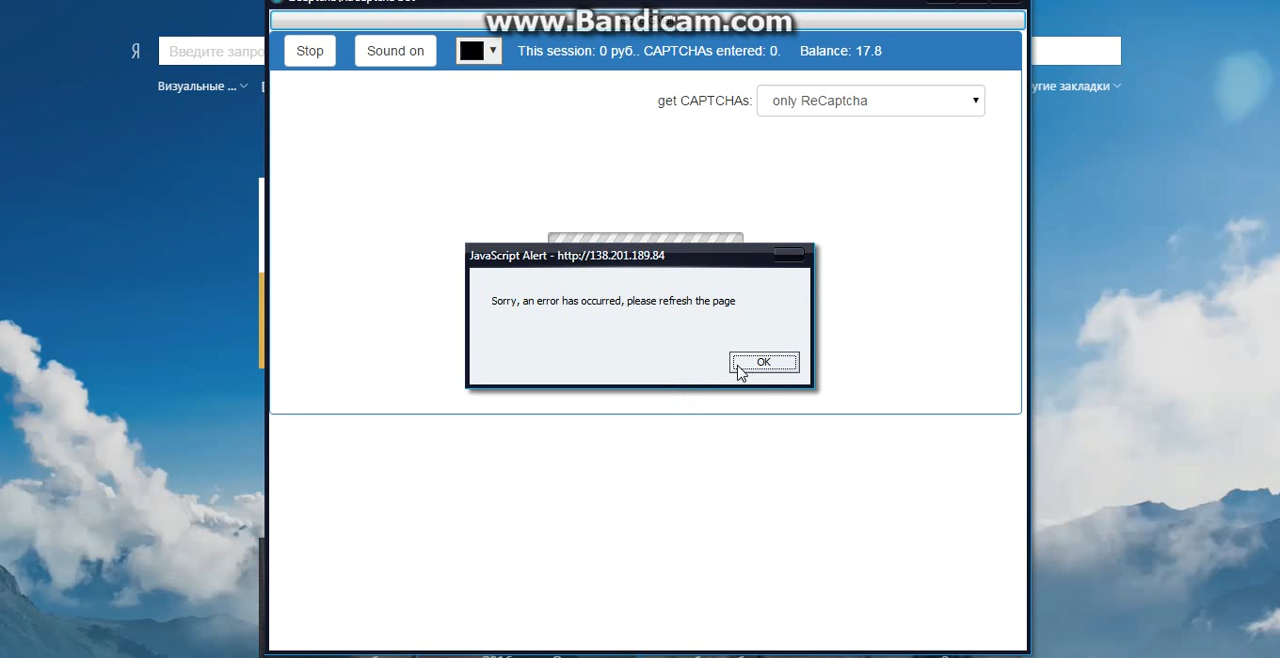 www.Bandicam.com
Я
Введите запро
Stop
Sound on
This session: 0 руб.. CAPTCHAs entered: 0.
Balance: 17.8
Визуальные ...
закладки
get CAPTCHAs:
only ReCaptcha
JavaScript Alert - http://138.201.189.84
Sorry, an error has occurred, please refresh the page
OK